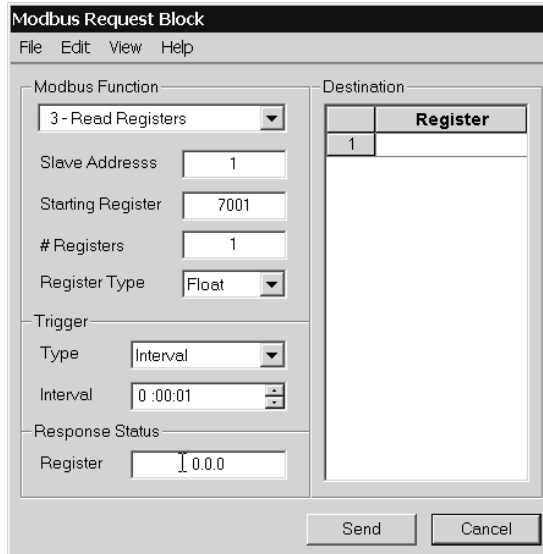 Modbus Request Block
File Edit View Help
Modbus Function
3 - Read Registers
Slave Addresss 1
Starting Register 7001
# Registers 1
Register Type Float
Trigger
Type Interval
Interval 0 :00:01
Response Status
Register 0.0.0
Destination
Register
1
Send Cancel